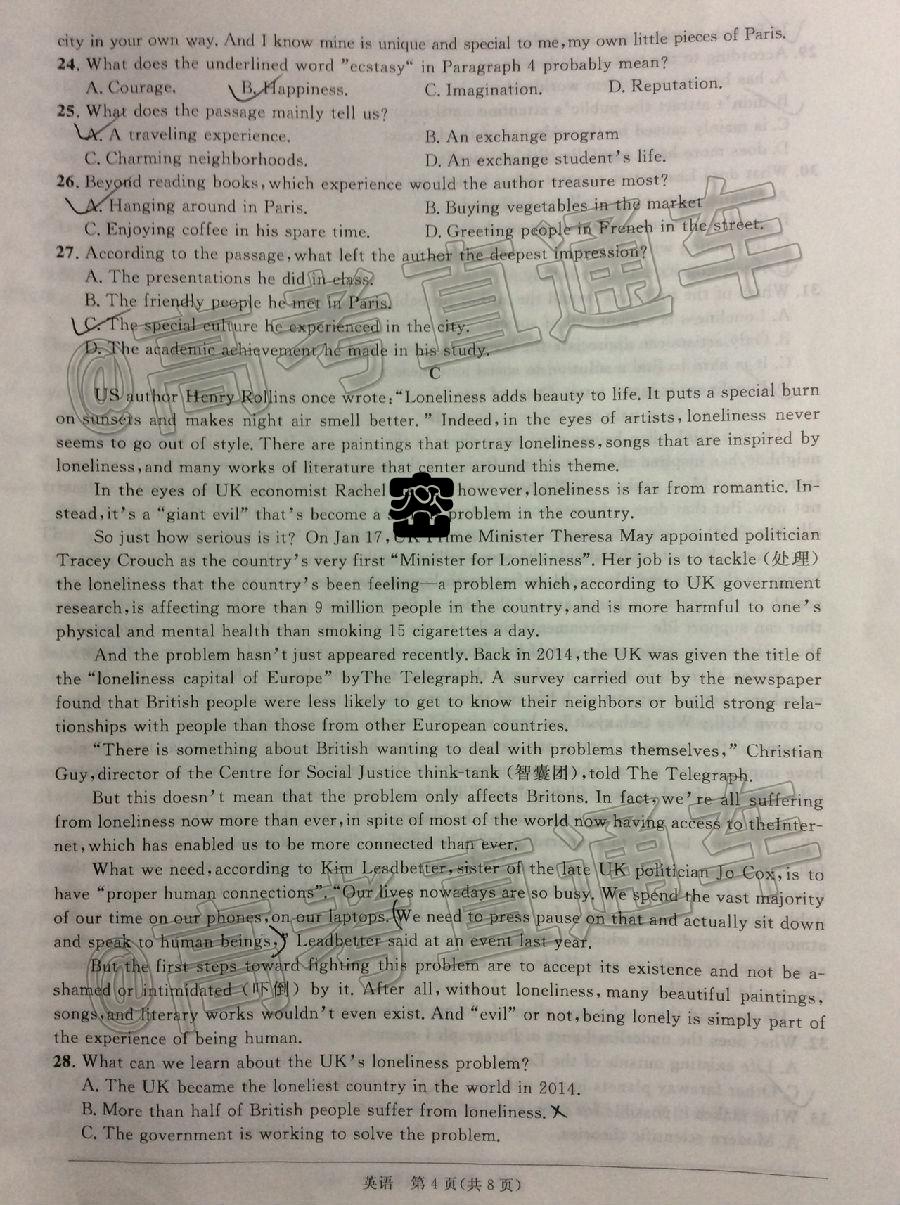 city in your own way. And I know mine is unique and special to me, my own little pieces of Paris.
24. What does the underlined word "ecstasy" in Paragraph 4 probably mean?
A. Courage. B. Happiness. C. Imagination. D. Reputation.
25. What does the passage mainly tell us?
A. A traveling experience. B. An exchange program
C. Charming neighborhoods. D. An exchange student's life.
26. Beyond reading books, which experience would the author treasure most?
A. Hanging around in Paris. B. Buying vegetables in the market
C. Enjoying coffee in his spare time. D. Greeting people in French in the street.
27. According to the passage, what left the author the deepest impression?
A. The presentations he did in class.
B. The friendly people he met in Paris.
C. The special culture he experienced in the city.
D. The academic achievement he made in his study.
C
US author Henry Rollins once wrote: "Loneliness adds beauty to life. It puts a special burn
on sunsets and makes night air smell better." Indeed, in the eyes of artists, loneliness never
seems to go out of style. There are paintings that portray loneliness, songs that are inspired by
loneliness, and many works of literature that center around this theme.
In the eyes of UK economist Rachel however, loneliness is far from romantic. In-
stead, it's a "giant evil" that's become a problem in the country.
So just how serious is it? On Jan 17, UK Prime Minister Theresa May appointed politician
Tracey Crouch as the country's very first "Minister for Loneliness". Her job is to tackle (处理)
the loneliness that the country's been feeling—a problem which, according to UK government
research, is affecting more than 9 million people in the country, and is more harmful to one's
physical and mental health than smoking 15 cigarettes a day.
And the problem hasn't just appeared recently. Back in 2014, the UK was given the title of
the "loneliness capital of Europe" byThe Telegraph. A survey carried out by the newspaper
found that British people were less likely to get to know their neighbors or build strong rela-
tionships with people than those from other European countries.
"There is something about British wanting to deal with problems themselves," Christian
Guy, director of the Centre for Social Justice think-tank (智囊团), told The Telegraph.
But this doesn't mean that the problem only affects Britons. In fact, we're all suffering
from loneliness now more than ever, in spite of most of the world now having access to theInter-
net, which has enabled us to be more connected than ever.
What we need, according to Kim Leadbetter, sister of the late UK politician Jo Cox, is to
have "proper human connections". "Our lives nowadays are so busy. We spend the vast majority
of our time on our phones, on our laptops. We need to press pause on that and actually sit down
and speak to human beings," Leadbetter said at an event last year.
But the first steps toward fighting this problem are to accept its existence and not be a-
shamed or intimidated (吓倒) by it. After all, without loneliness, many beautiful paintings,
songs, and literary works wouldn't even exist. And "evil" or not, being lonely is simply part of
the experience of being human.
28. What can we learn about the UK's loneliness problem?
A. The UK became the loneliest country in the world in 2014.
B. More than half of British people suffer from loneliness.
C. The government is working to solve the problem.
英语 第4页(共8页)
@高考直通车
@高考直通车